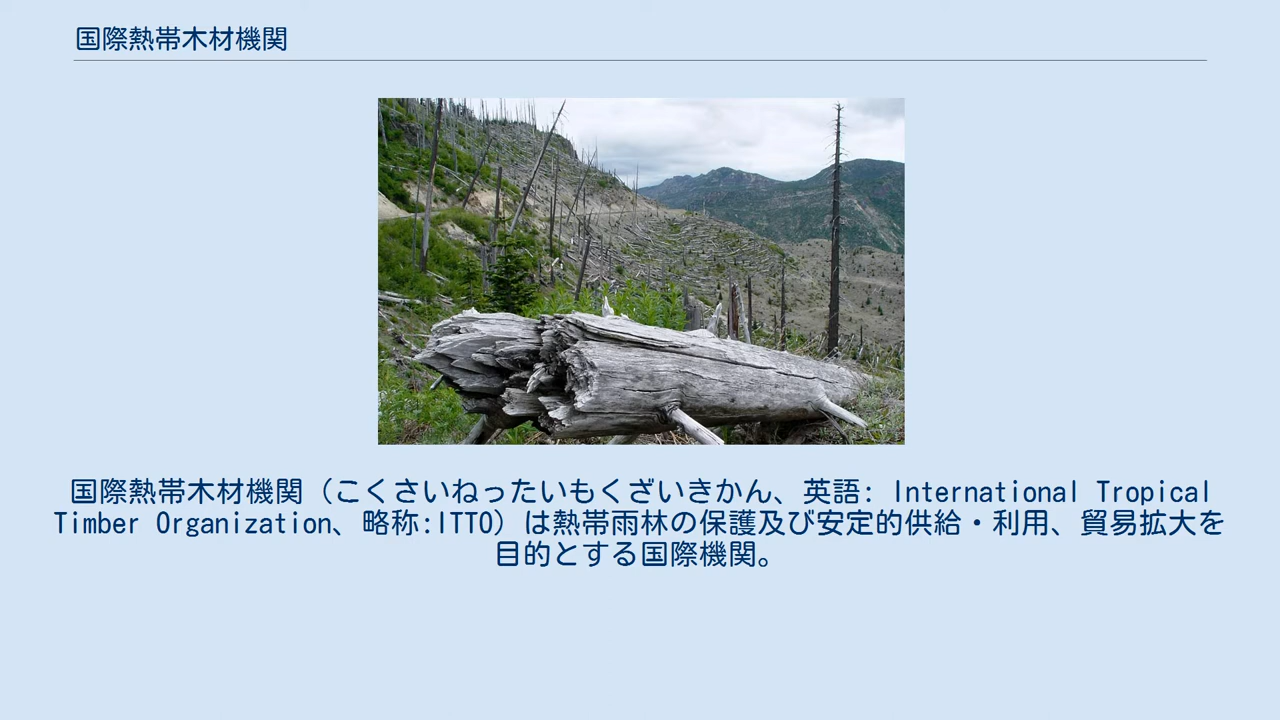 国際熱帯木材機関
国際熱帯木材機関（こくさいねったいもくざいきかん、英語: International Tropical
Timber Organization、略称:ITTO）は熱帯雨林の保護及び安定的供給・利用、貿易拡大を
目的とする国際機関。